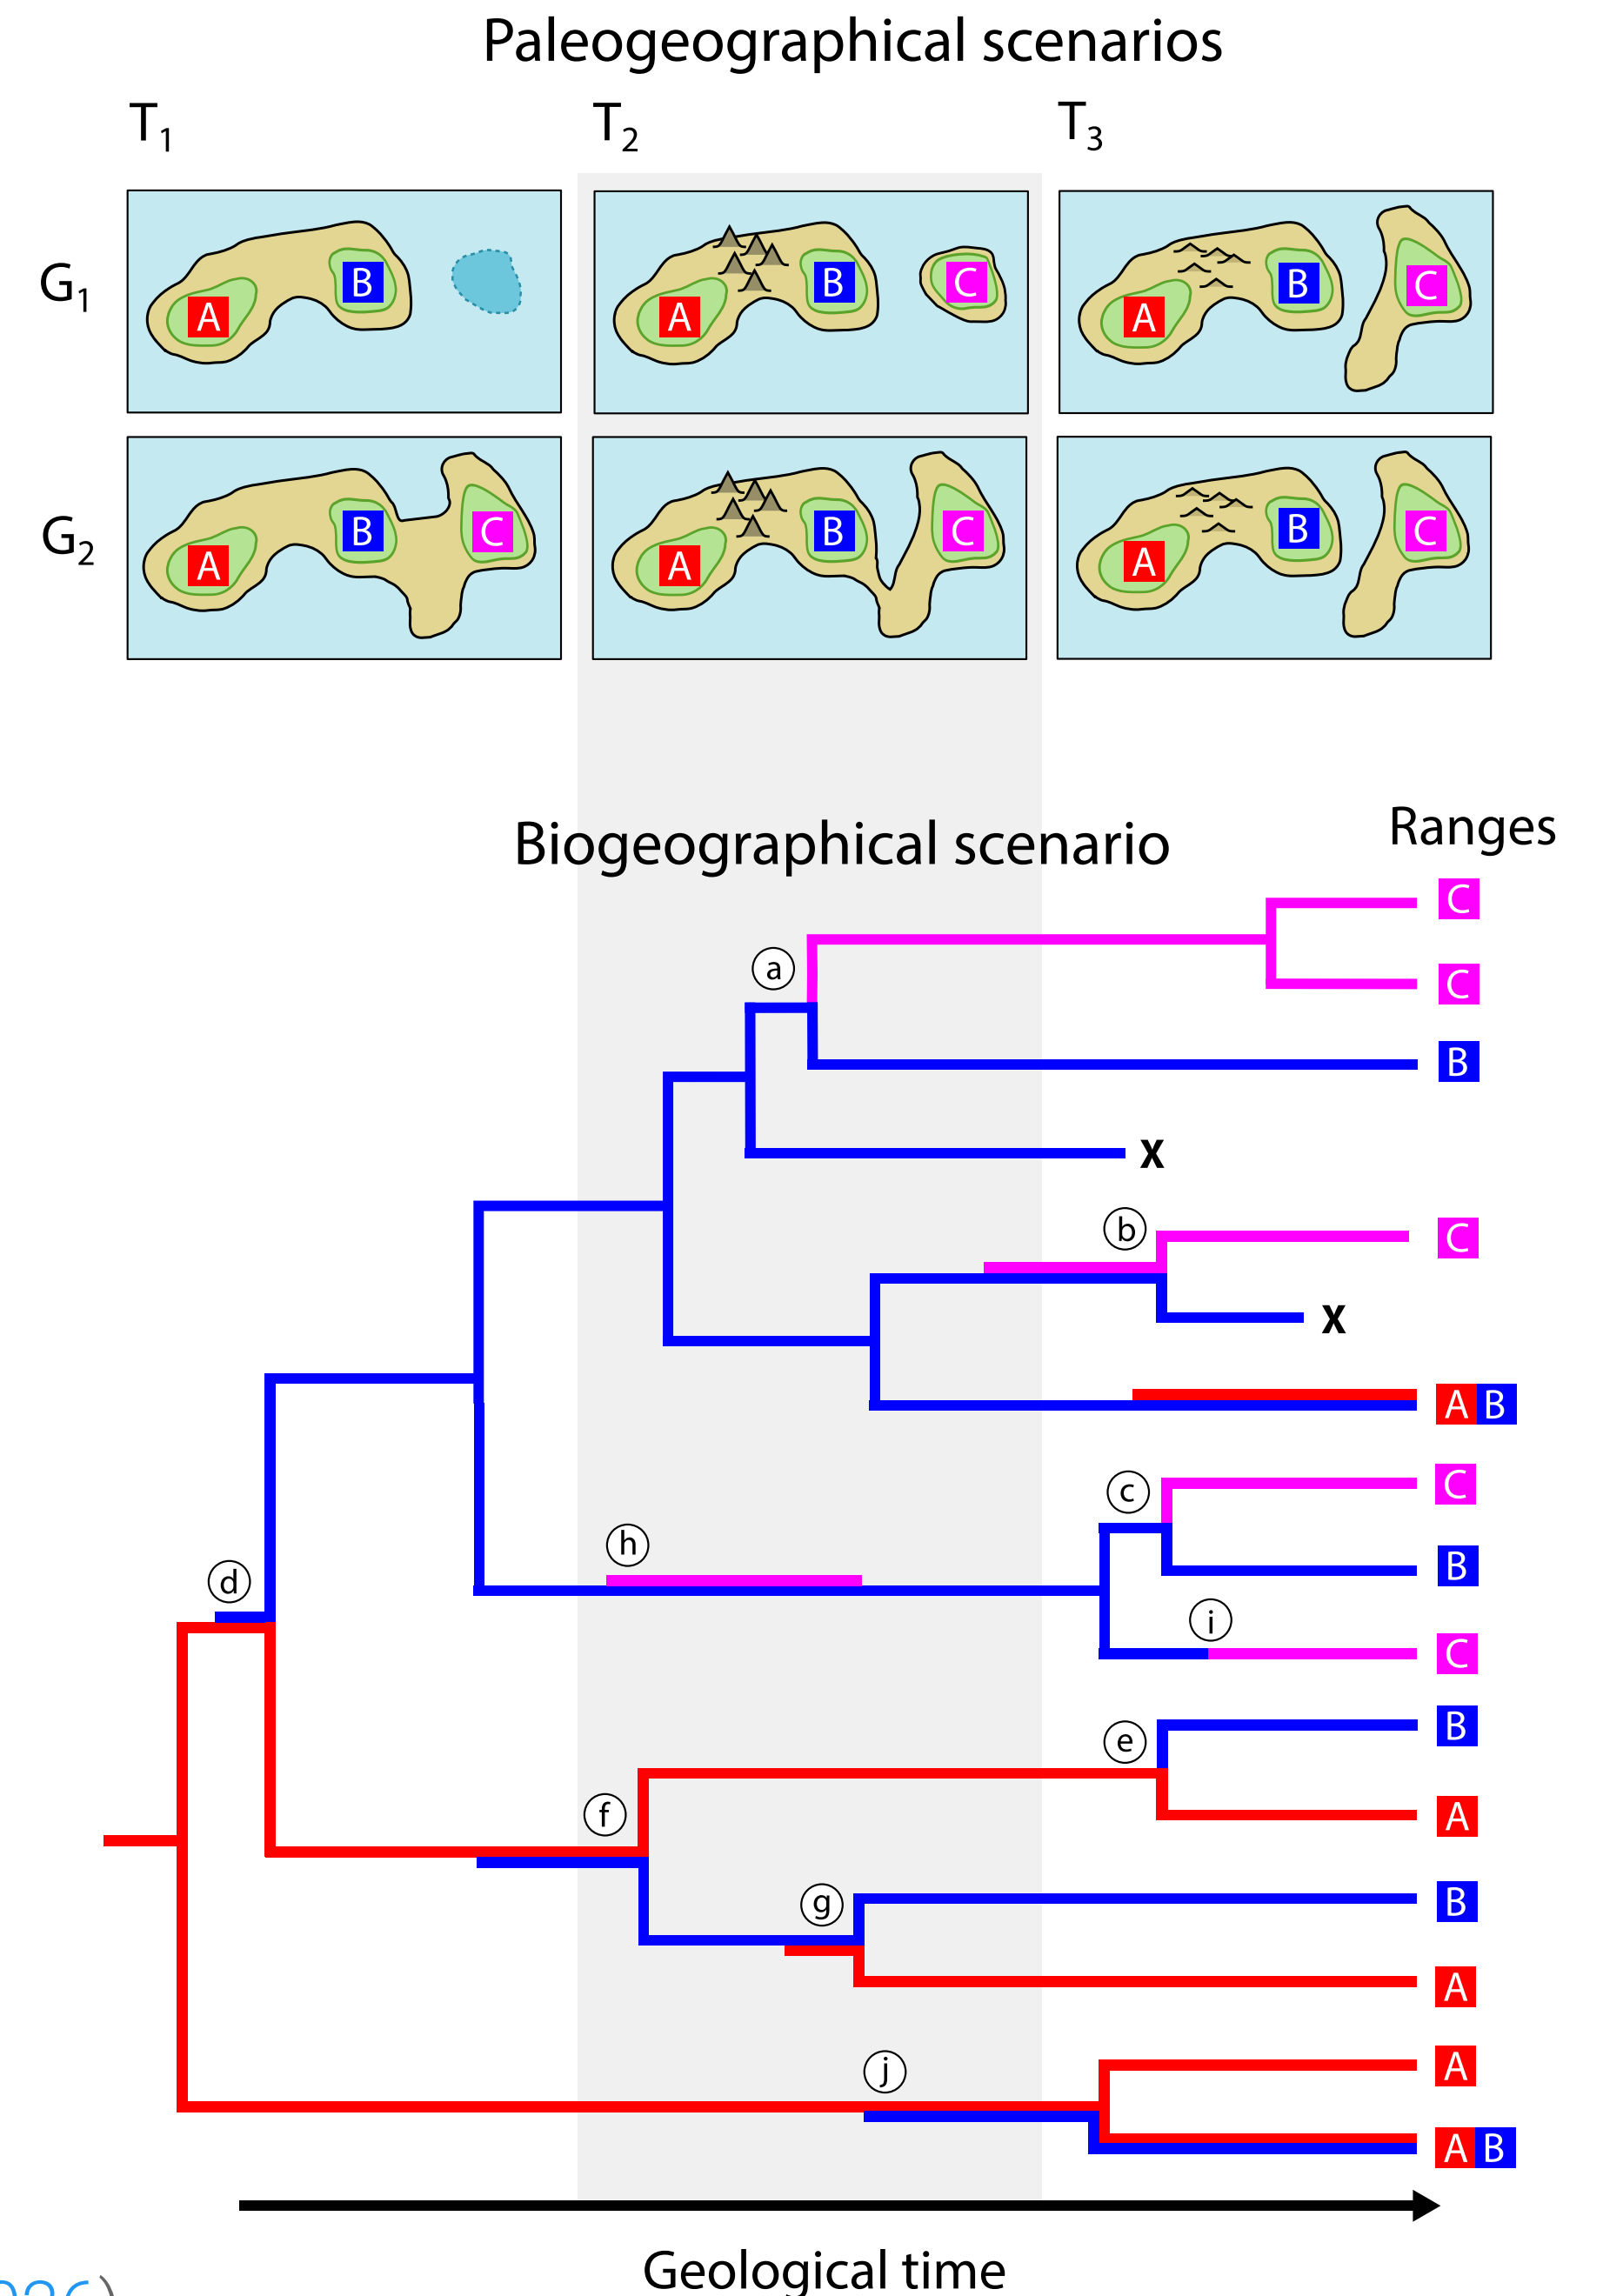 Paleogeographical scenarios
T1 T2 T3
G1
A B
A B C
A B C
G2
A B C
A B C
A B C
Biogeographical scenario
Ranges
C
a
C
B
x
b
C
x
A B
c
C
h
B
d
i
C
B
e
f
A
g
B
A
j
A
A B
Geological time